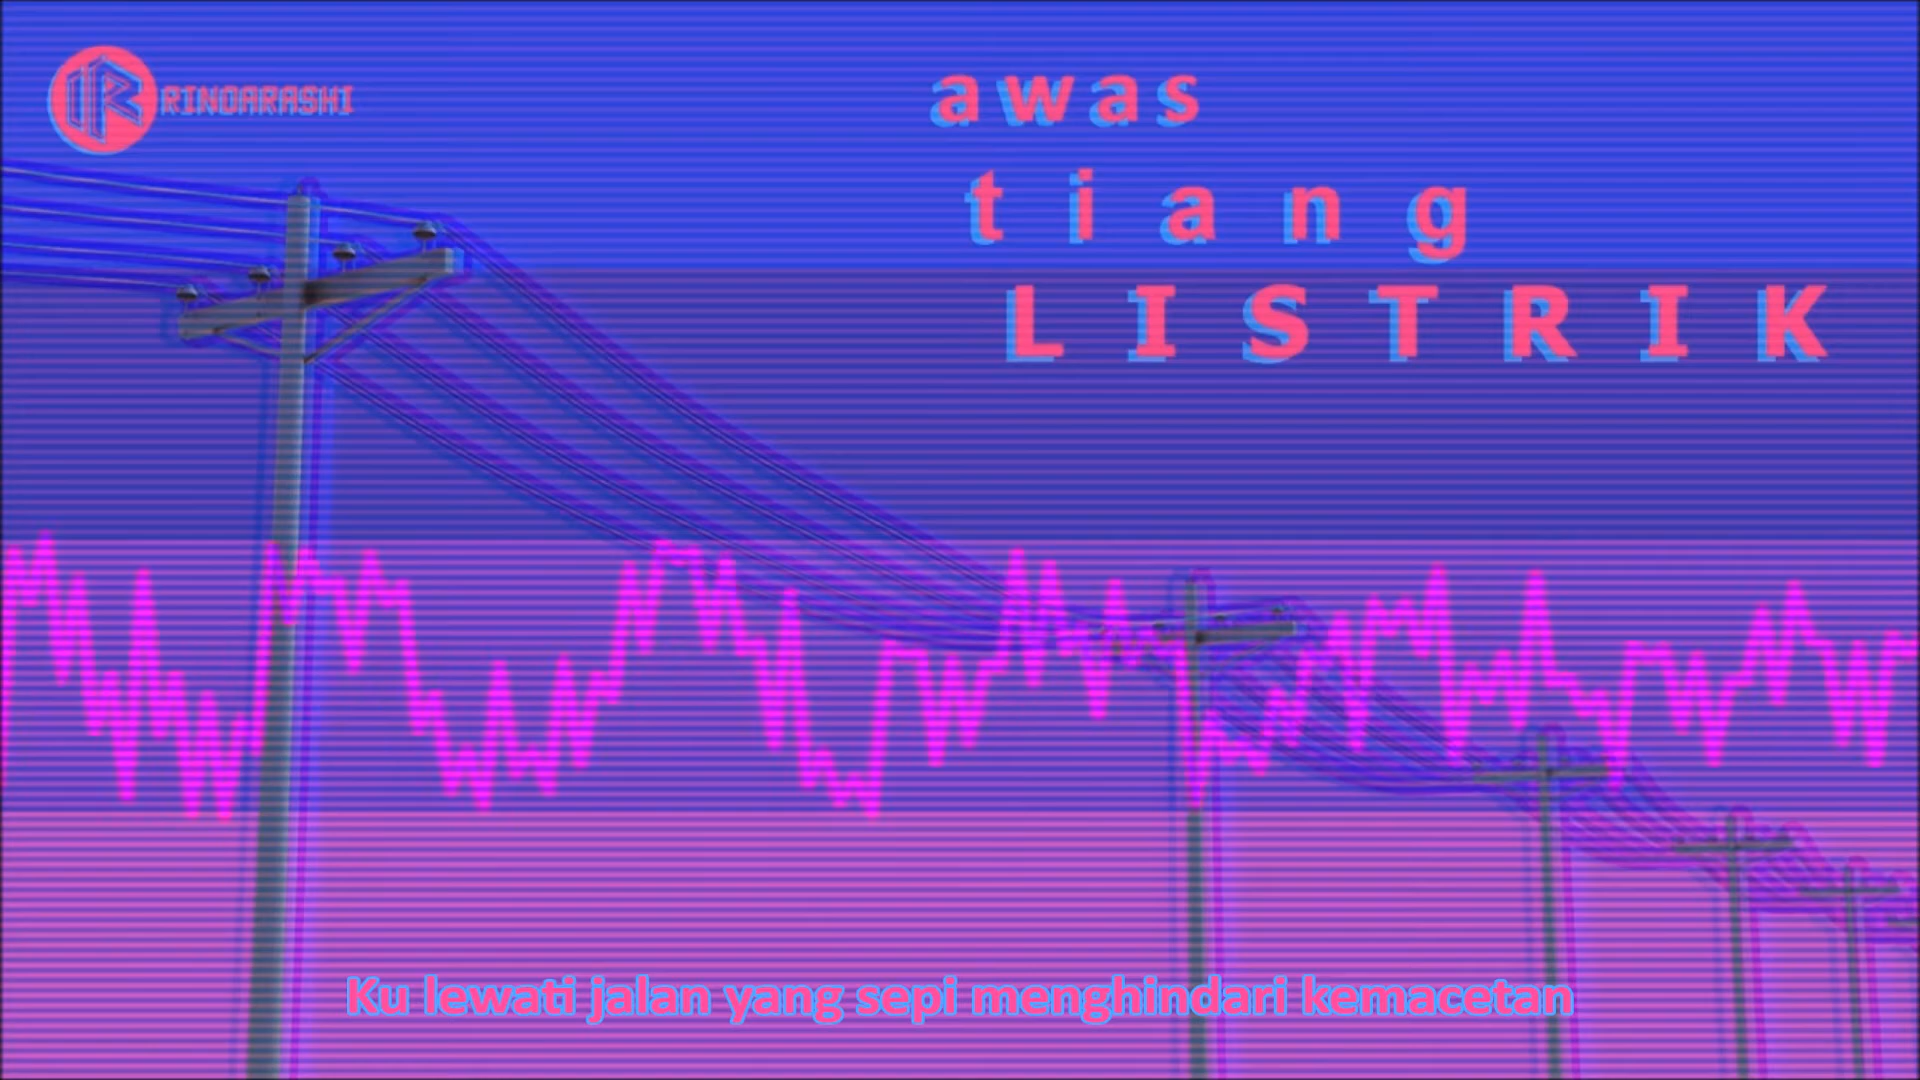 RINDARASHI
awas
tiang
LISTRIK
Ku lewati jalan yang sepi menghindari kemacetan